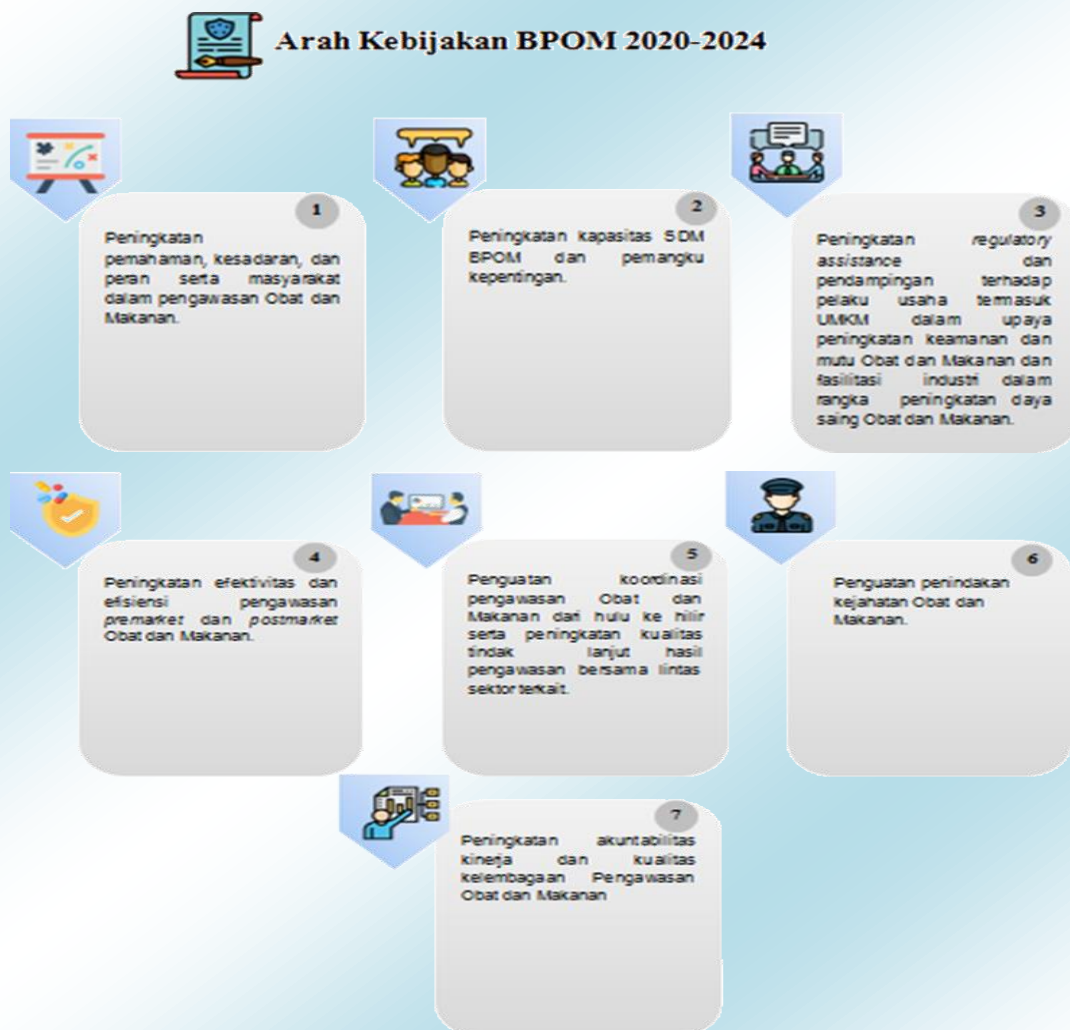 Arah Kebijakan BPOM 2020-2024
1
Peningkatan
pemahaman, kesadaran, dan
peran serta masyarakat
dalam pengawasan Obat dan
Makanan.
2
Peningkatan kapasitas SDM
BPOM dan pemangku
kepentingan.
3
Peningkatan regulatory
assistance dan
pendampingan terhadap
pelaku usaha termasuk
UMKM dalam upaya
peningkatan keamanan dan
mutu Obat dan Makanan dan
fasilitasi industri dalam
rangka peningkatan daya
saing Obat dan Makanan.
4
Peningkatan efektivitas dan
efisiensi pengawasan
premarket dan postmarket
Obat dan Makanan.
5
Penguatan koordinasi
pengawasan Obat dan
Makanan dari hulu ke hilir
serta peningkatan kualitas
tindak lanjut hasil
pengawasan bersama lintas
sektor terkait.
6
Penguatan penindakan
kejahatan Obat dan
Makanan.
7
Peningkatan akuntabilitas
kinerja dan kualitas
kelembagaan Pengawasan
Obat dan Makanan